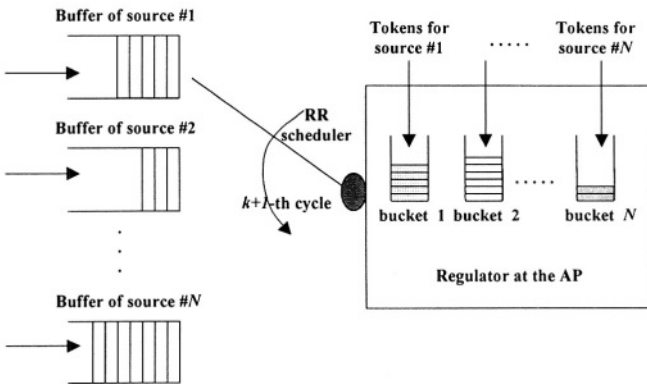 Buffer of source #1
Tokens for
source #1
.....
Tokens for
source #N
Buffer of source #2
RR
scheduler
k+1-th cycle
.....
bucket 1
bucket 2
bucket N
Regulator at the AP
Buffer of source #N